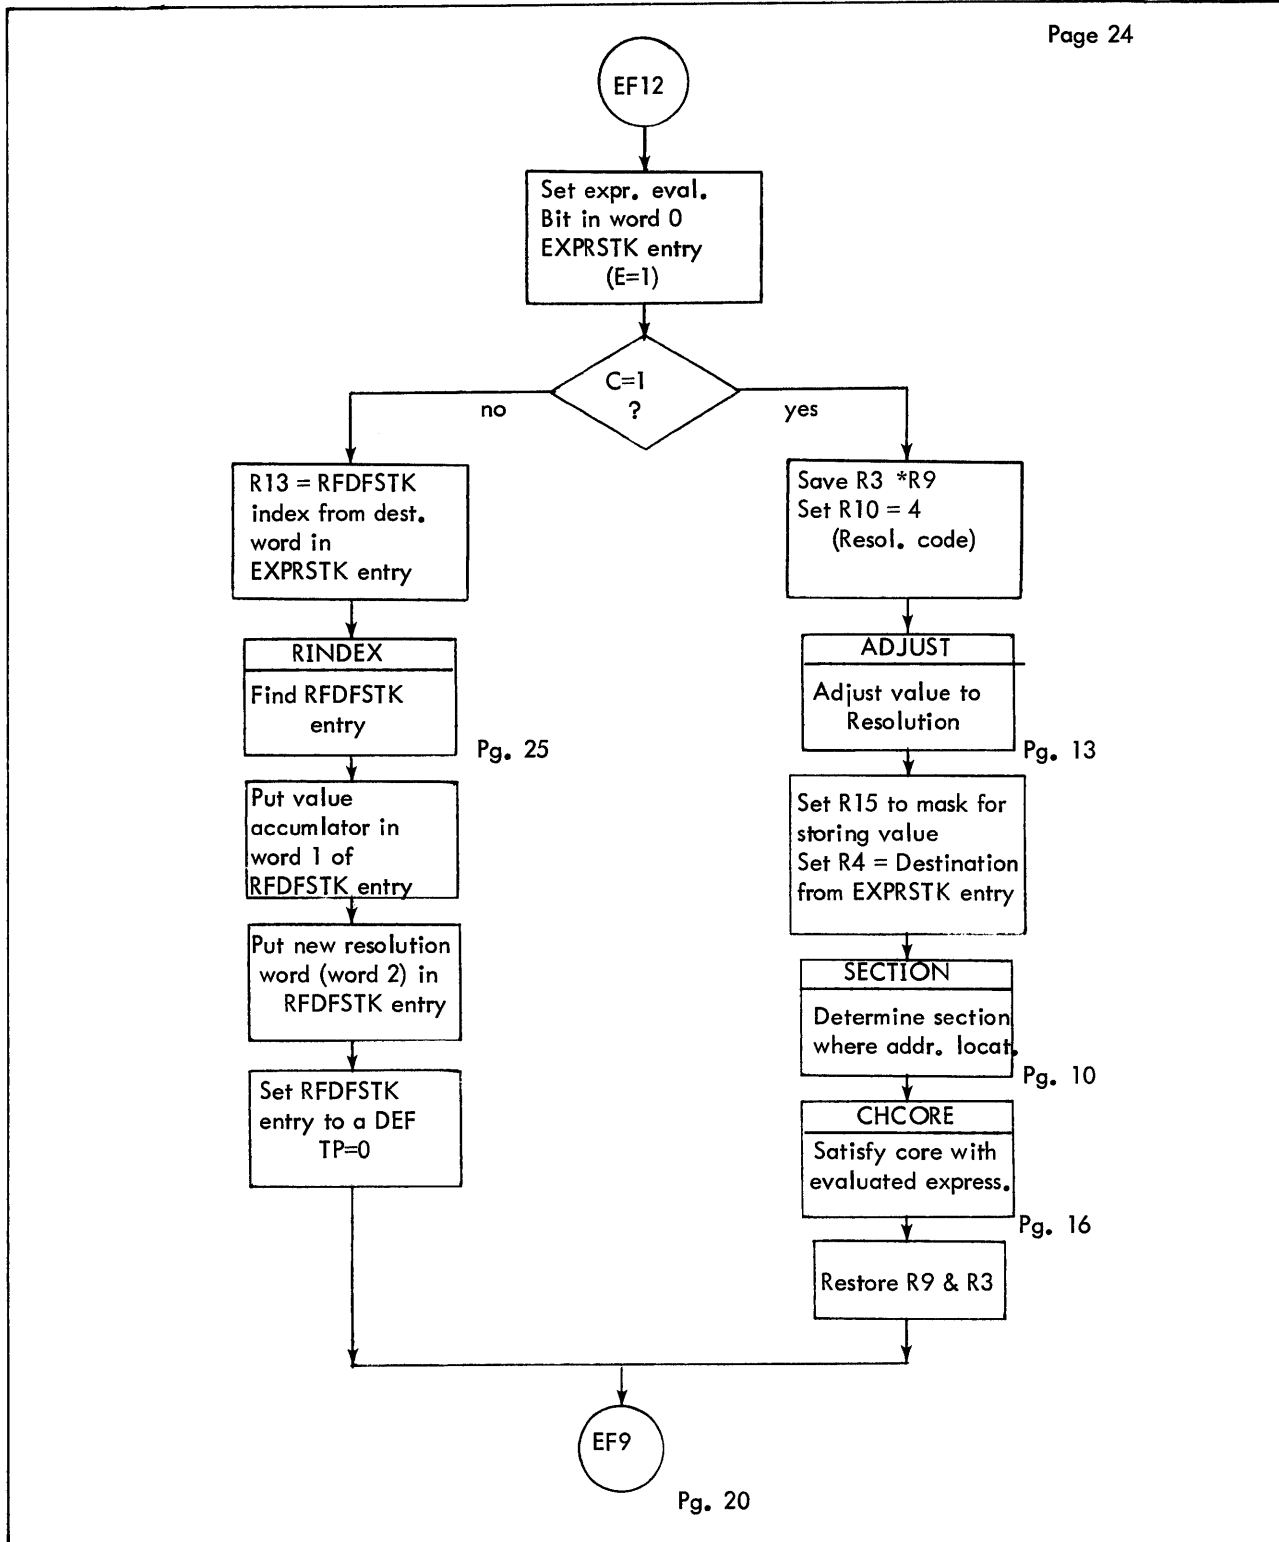 Page 24
EF12
Set expr. eval.
Bit in word 0
EXPRSTK entry
(E=1)
C=1
?
no
yes
R13 = RFDFSTK
index from dest.
word in
EXPRSTK entry
RINDEX
Find RFDFSTK
entry
Pg. 25
Put value
accumlator in
word 1 of
RFDFSTK entry
Put new resolution
word (word 2) in
RFDFSTK entry
Set RFDFSTK
entry to a DEF
TP=0
Save R3 *R9
Set R10 = 4
(Resol. code)
ADJUST
Adjust value to
Resolution
Pg. 13
Set R15 to mask for
storing value
Set R4 = Destination
from EXPRSTK entry
SECTION
Determine section
where addr. locat.
Pg. 10
CHCORE
Satisfy core with
evaluated express.
Pg. 16
Restore R9 & R3
EF9
Pg. 20